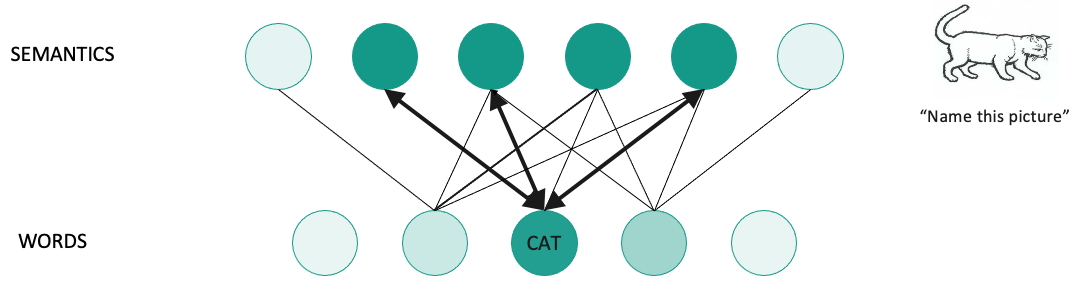 SEMANTICS
“Name this picture”
CAT
WORDS